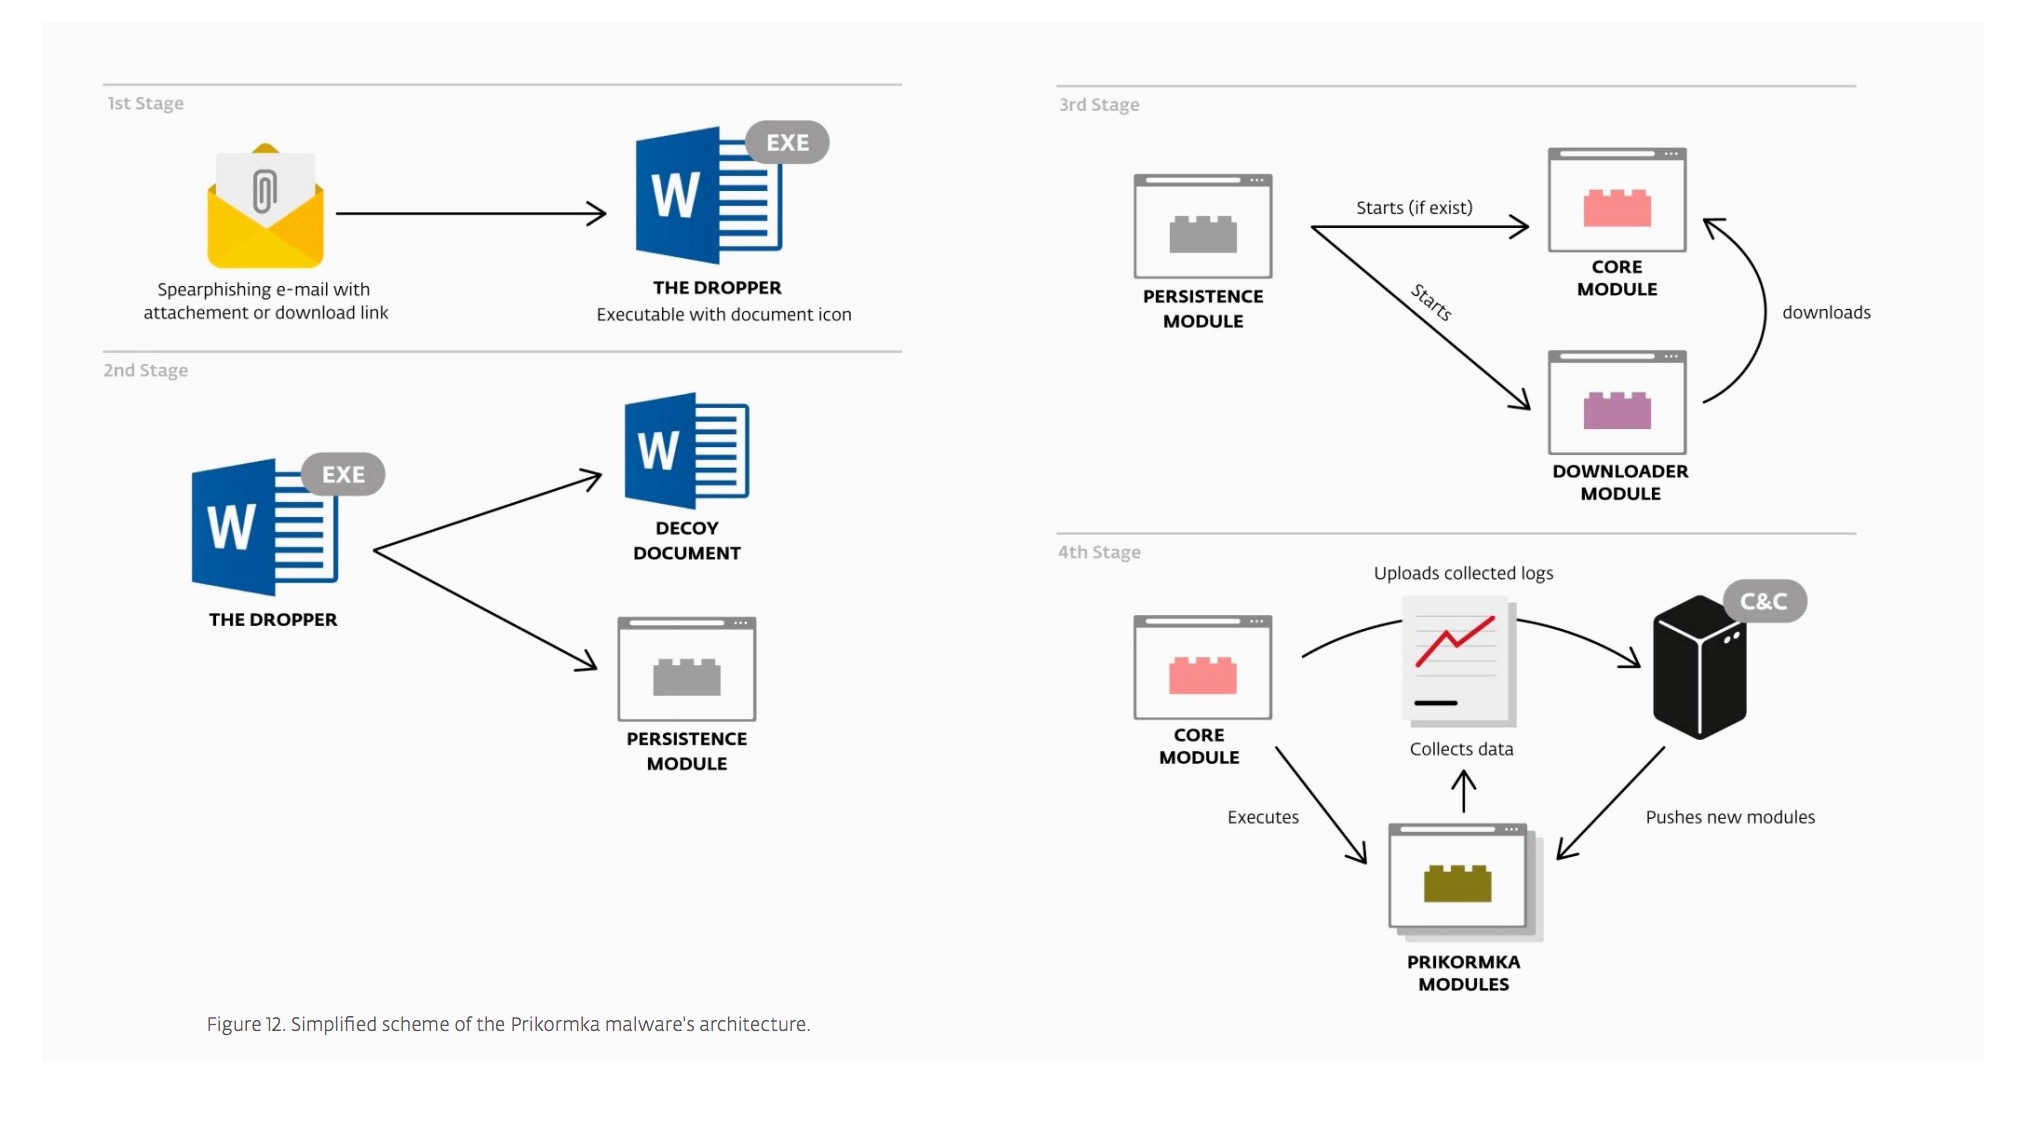 1st Stage
EXE
W
Spearphishing e-mail with
attachement or download link
THE DROPPER
Executable with document icon
2nd Stage
EXE
W
THE DROPPER
W
DECOY
DOCUMENT
PERSISTENCE
MODULE
3rd Stage
PERSISTENCE
MODULE
Starts (if exist)
Starts
CORE
MODULE
downloads
DOWNLOADER
MODULE
4th Stage
Uploads collected logs
C&C
CORE
MODULE
Collects data
Executes
Pushes new modules
PRIKORMKA
MODULES
Figure 12. Simplified scheme of the Prikormka malware's architecture.